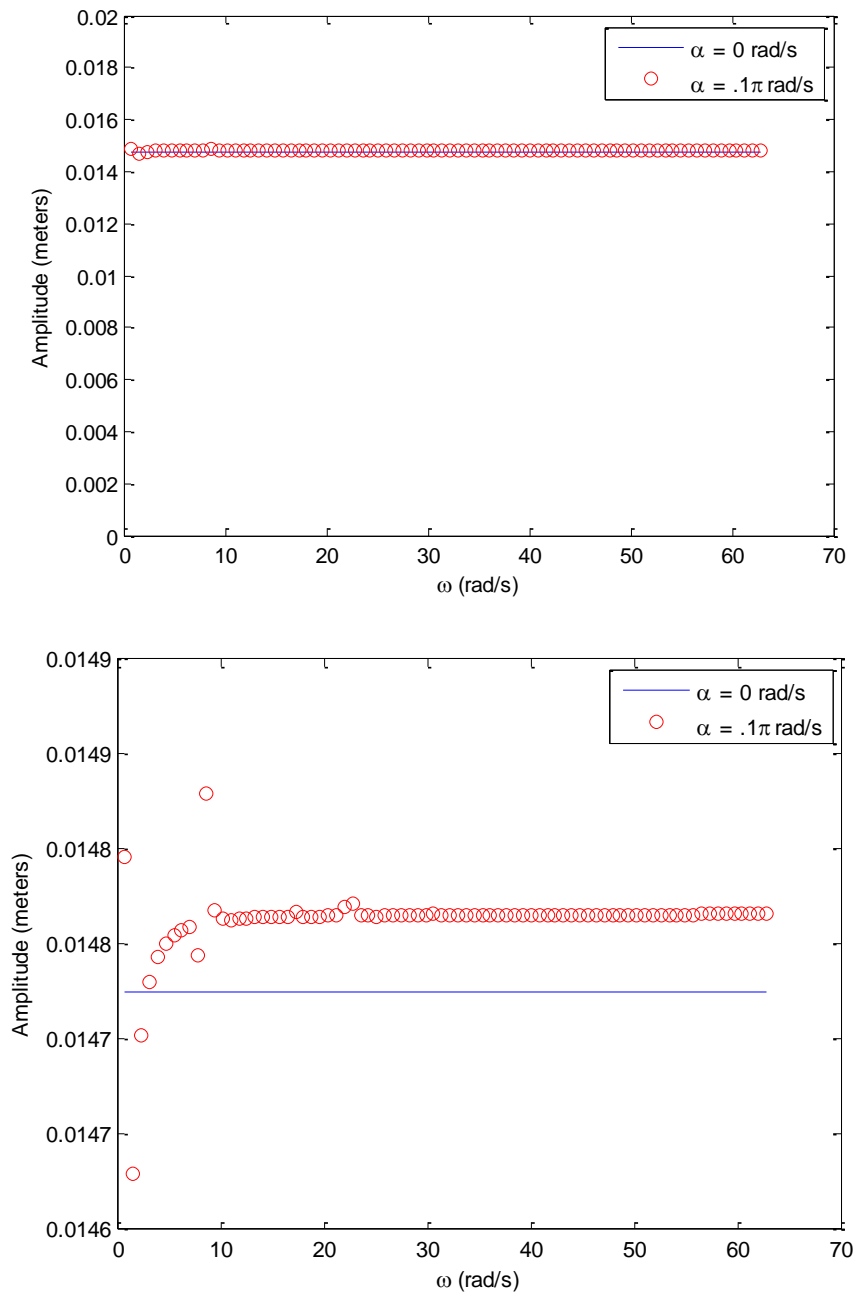 0.02
0.018
0.016
0.014
0.012
0.01
0.008
0.006
0.004
0.002
0
Amplitude (meters)
α = 0 rad/s
α = .1π rad/s
0 10 20 30 40 50 60 70
ω (rad/s)
0.0149
0.0149
0.0148
0.0148
0.0147
0.0147
0.0146
Amplitude (meters)
α = 0 rad/s
α = .1π rad/s
0 10 20 30 40 50 60 70
ω (rad/s)